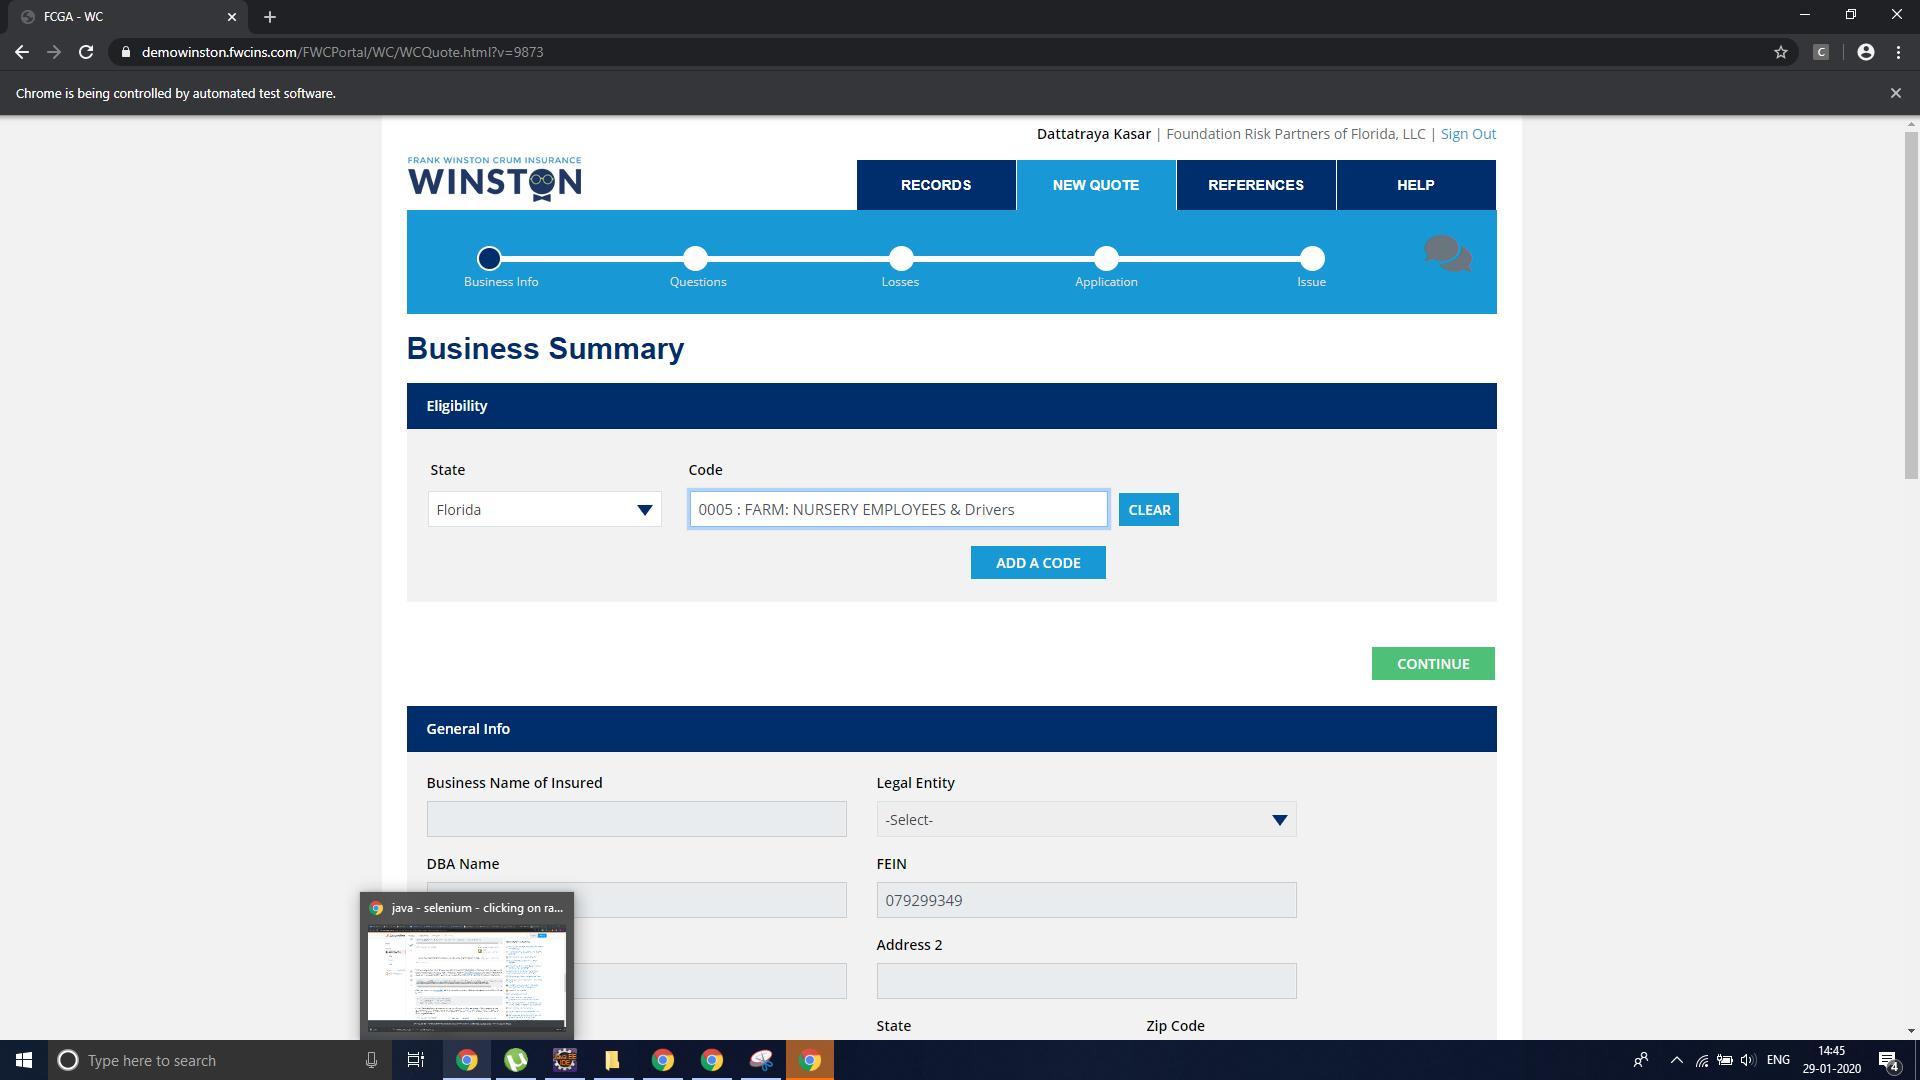 FCGA - WC
demowinston.fwcins.com/FWCPortal/WC/WCQuote.html?v=9873
C
Chrome is being controlled by automated test software.
Dattatraya Kasar | Foundation Risk Partners of Florida, LLC | Sign Out
FRANK WINSTON CRUM INSURANCE
WINSTON
RECORDS
NEW QUOTE
REFERENCES
HELP
Business Info
Questions
Losses
Application
Issue
Business Summary
Eligibility
State
Code
Florida
0005 : FARM: NURSERY EMPLOYEES & Drivers
CLEAR
ADD A CODE
CONTINUE
General Info
Business Name of Insured
Legal Entity
-Select-
DBA Name
FEIN
079299349
Address 2
State
Zip Code
java - selenium - clicking on ra...
Type here to search
ENG
14:45
29-01-2020
4